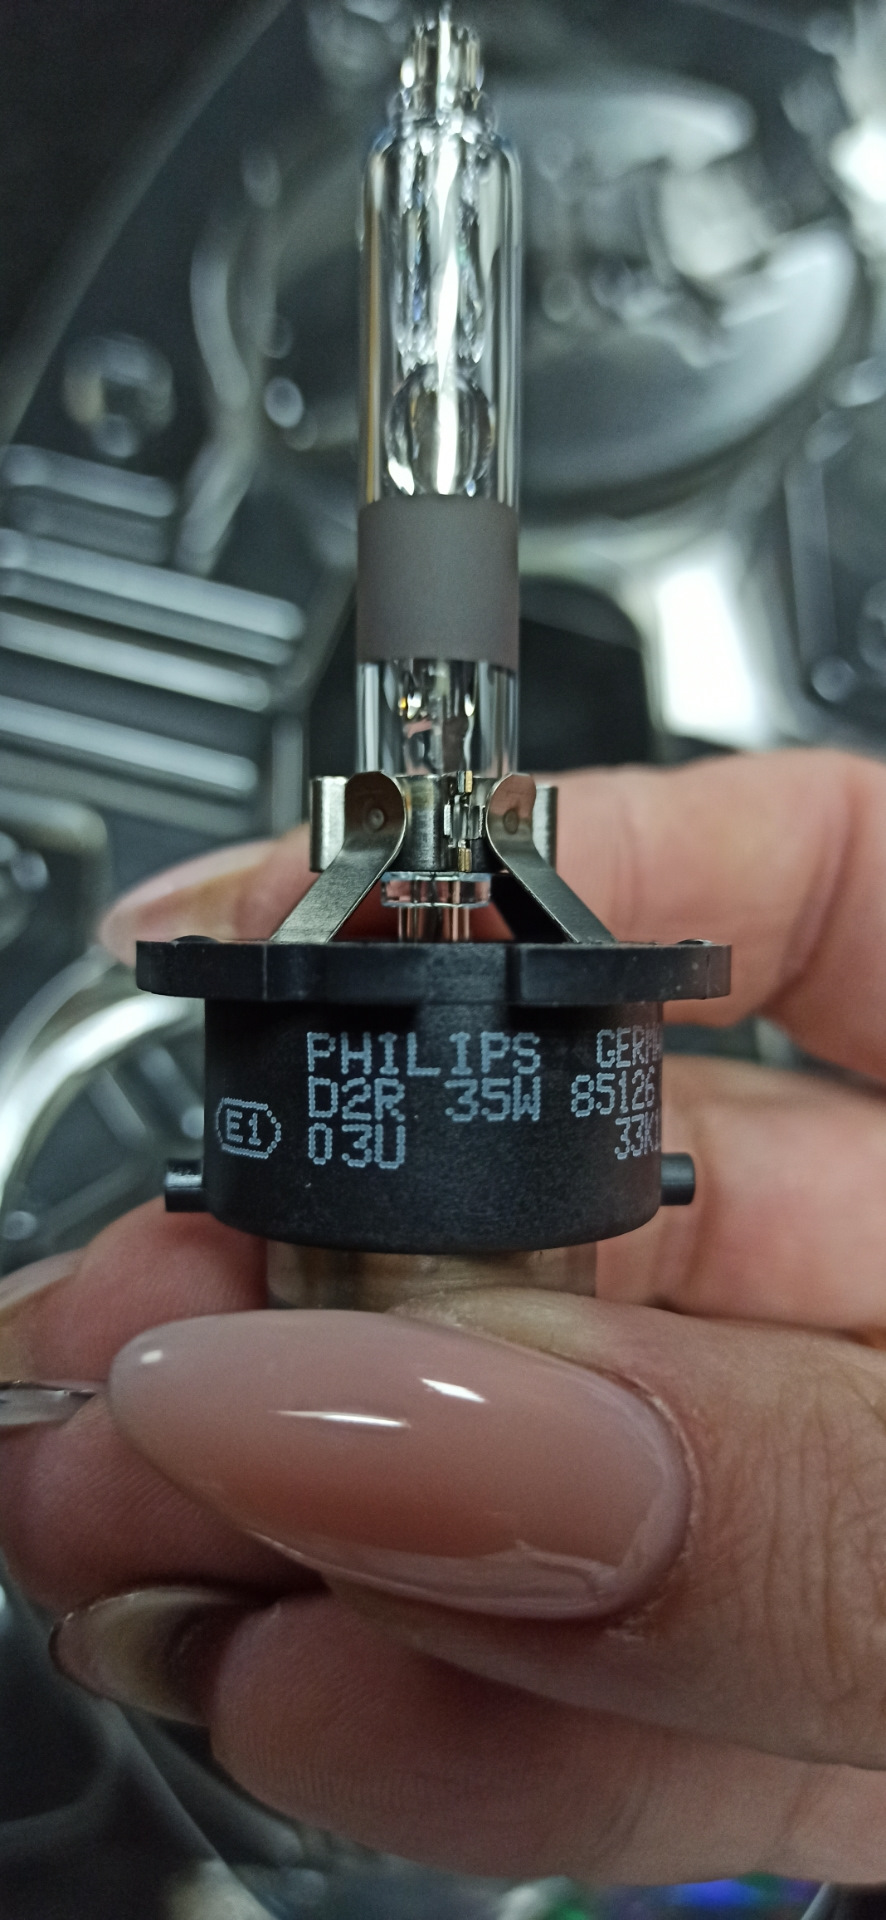 PHILIPS
D2R 35W
E1
03U
85126